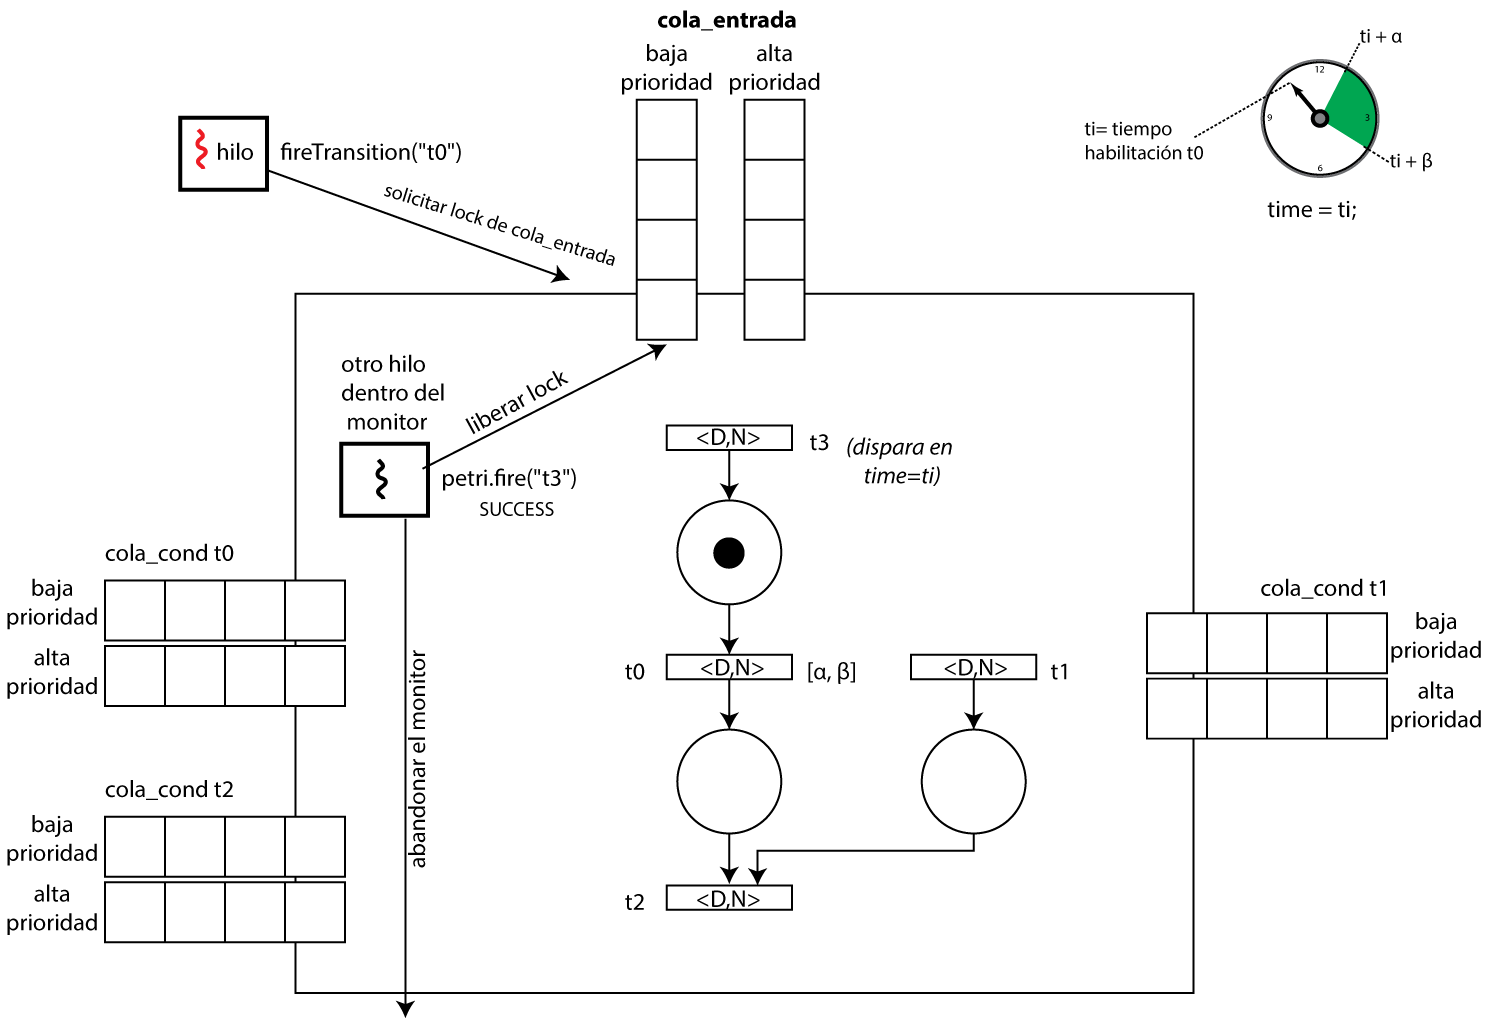 cola_entrada
baja
prioridad
alta
prioridad
ti + α
12
9
3
6
ti= tiempo
habilitación t0
ti + β
time = ti;
hilo
fireTransition("t0")
solicitar lock de cola_entrada
otro hilo
dentro del
monitor
liberar lock
petri.fire("t3")
SUCCESS
<D,N>
t3
(dispara en
time=ti)
cola_cond t0
baja
prioridad
alta
prioridad
abandonar el monitor
t0
<D,N>
[α, β]
<D,N>
t1
cola_cond t1
baja
prioridad
alta
prioridad
cola_cond t2
baja
prioridad
alta
prioridad
t2
<D,N>